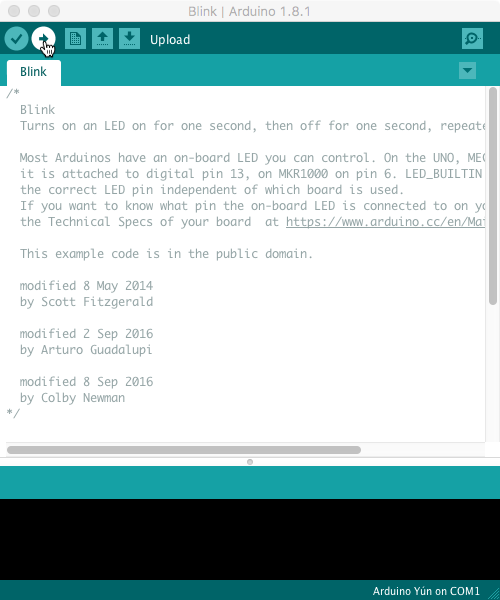 Blink | Arduino 1.8.1
Upload
Blink
/*
Blink
Turns on an LED on for one second, then off for one second, repeate
Most Arduinos have an on-board LED you can control. On the UNO, MEG
it is attached to digital pin 13, on MKR1000 on pin 6. LED_BUILTIN
the correct LED pin independent of which board is used.
If you want to know what pin the on-board LED is connected to on yo
the Technical Specs of your board  at https://www.arduino.cc/en/Mai
This example code is in the public domain.
modified 8 May 2014
by Scott Fitzgerald
modified 2 Sep 2016
by Arturo Guadalupi
modified 8 Sep 2016
by Colby Newman
*/
Arduino Yún on COM1